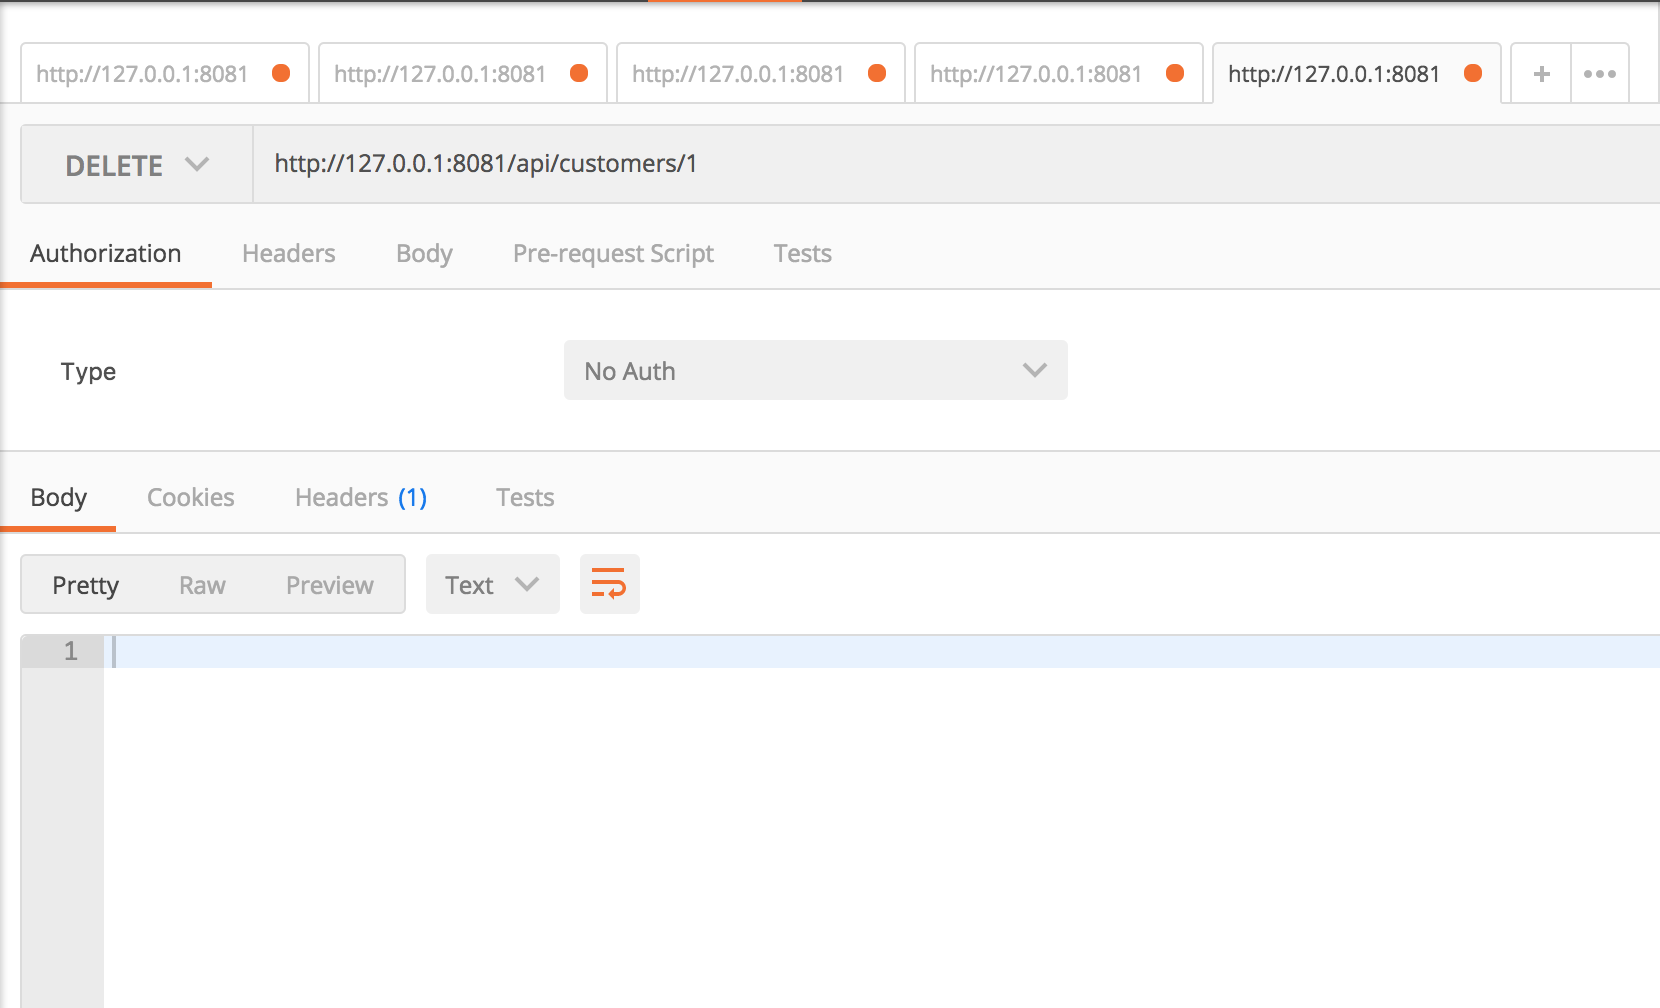 http://127.0.0.1:8081 http://127.0.0.1:8081 http://127.0.0.1:8081 http://127.0.0.1:8081 http://127.0.0.1:8081 + •••
DELETE http://127.0.0.1:8081/api/customers/1
Authorization Headers Body Pre-request Script Tests
Type No Auth
Body Cookies Headers (1) Tests
Pretty Raw Preview Text
1